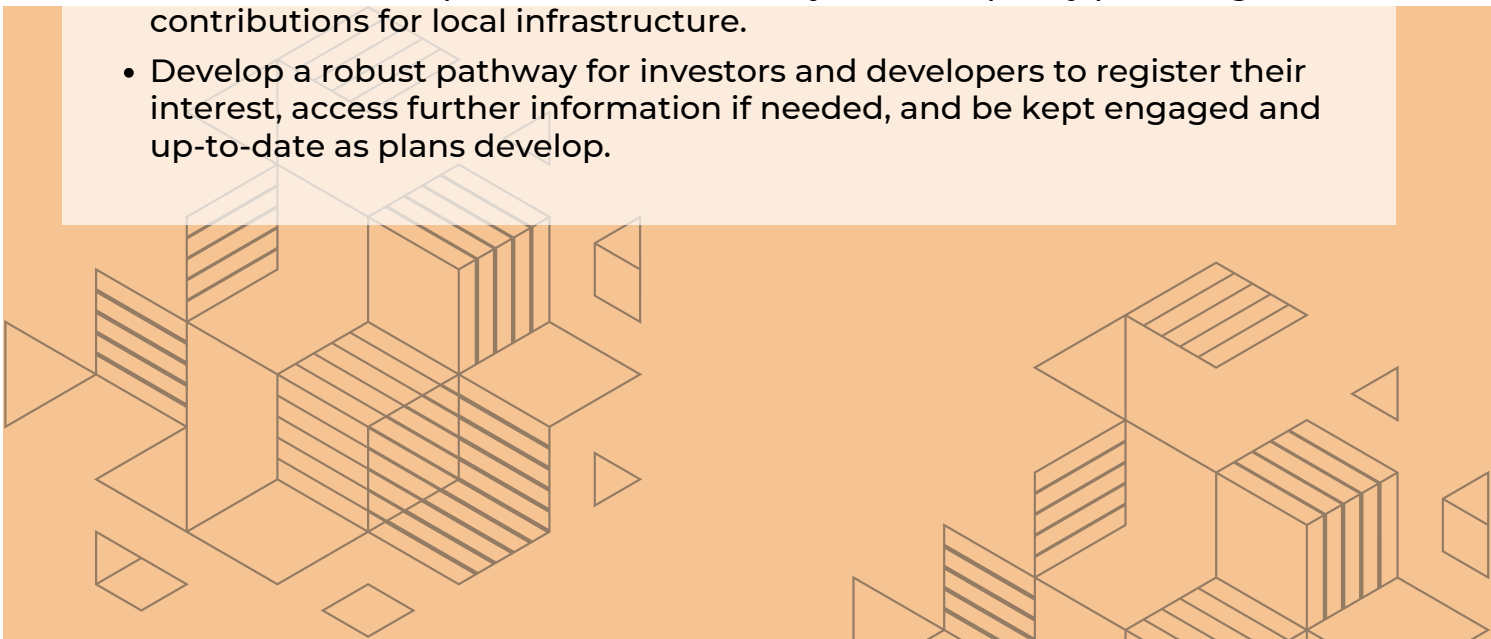 contributions for local infrastructure.
• Develop a robust pathway for investors and developers to register their
interest, access further information if needed, and be kept engaged and
up-to-date as plans develop.